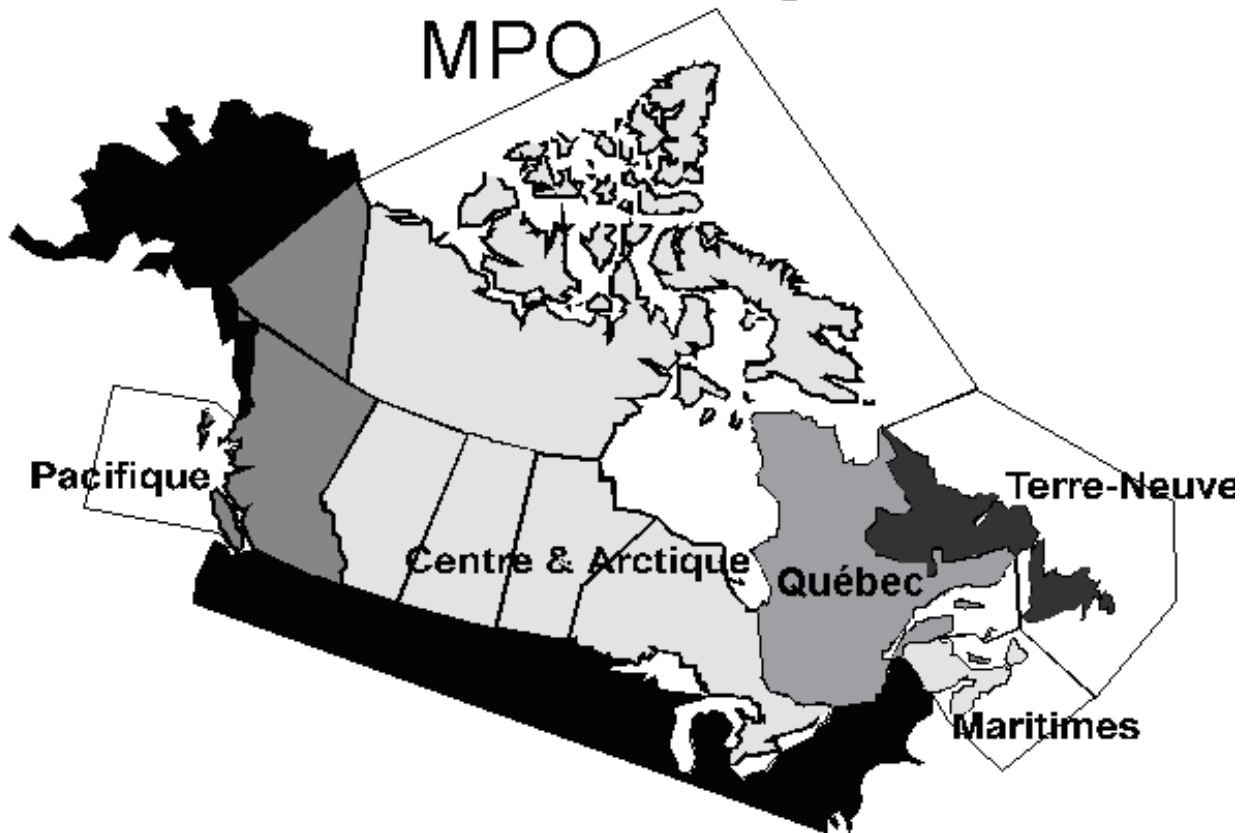 MPO
Pacifique
Terre-Neuve
Centre & Arctique
Québec
Maritimes